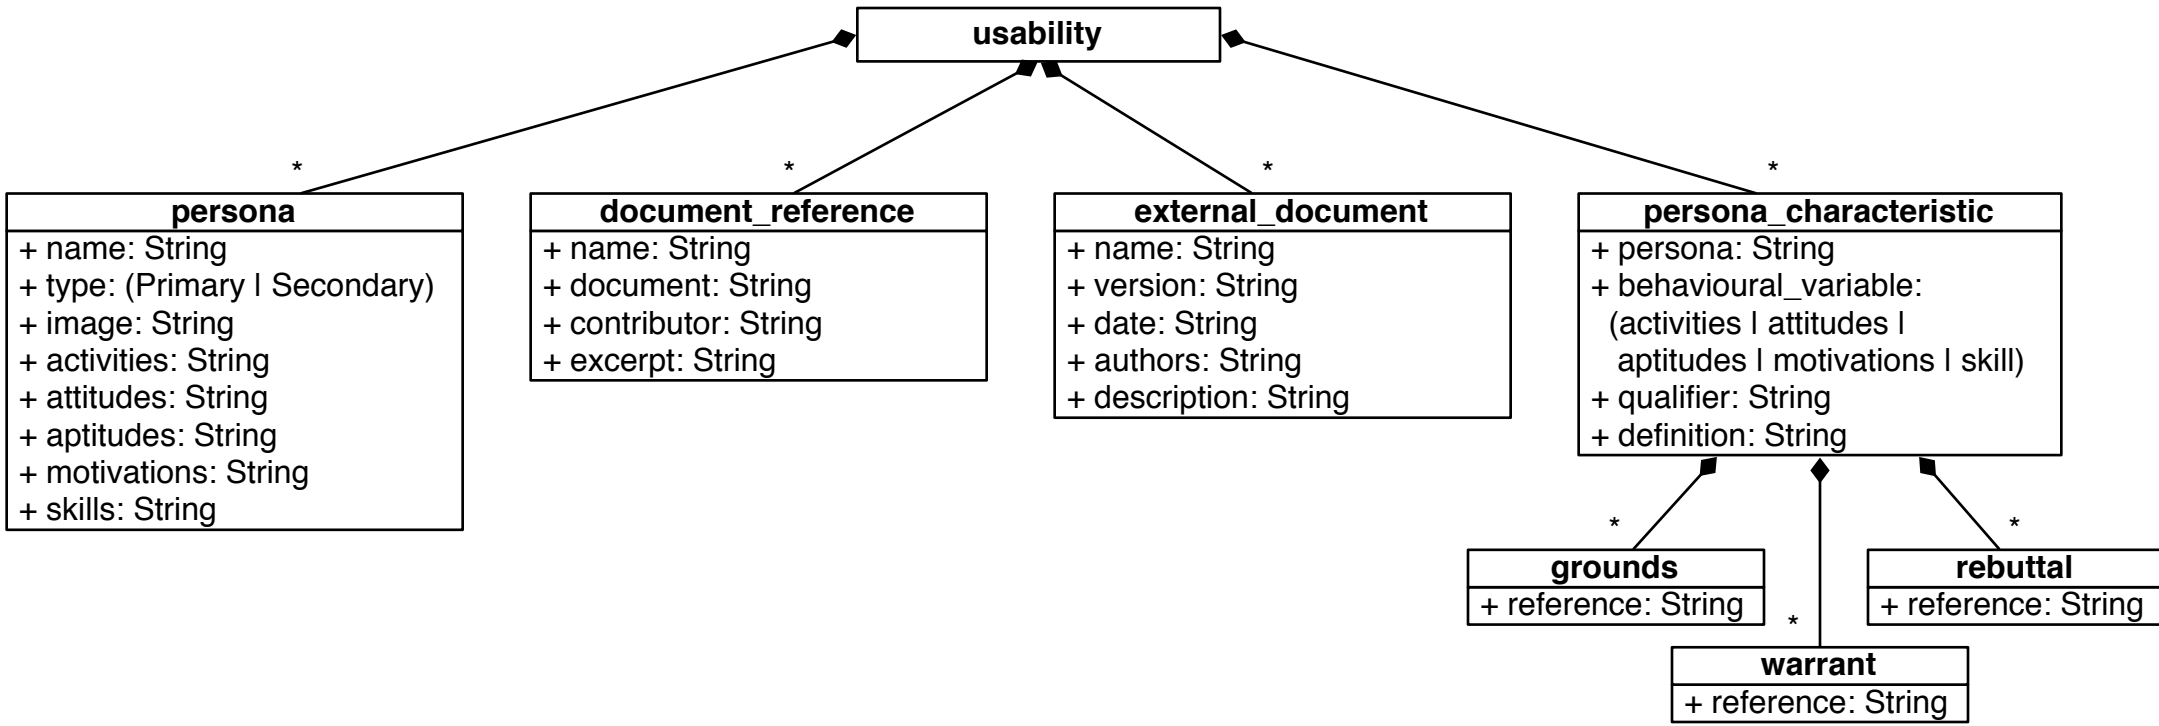 usability
*
*
*
*
persona
+ name: String
+ type: (Primary | Secondary)
+ image: String
+ activities: String
+ attitudes: String
+ aptitudes: String
+ motivations: String
+ skills: String
document_reference
+ name: String
+ document: String
+ contributor: String
+ excerpt: String
external_document
+ name: String
+ version: String
+ date: String
+ authors: String
+ description: String
persona_characteristic
+ persona: String
+ behavioural_variable:
(activities | attitudes |
aptitudes | motivations | skill)
+ qualifier: String
+ definition: String
*
*
*
grounds
+ reference: String
rebuttal
+ reference: String
warrant
+ reference: String